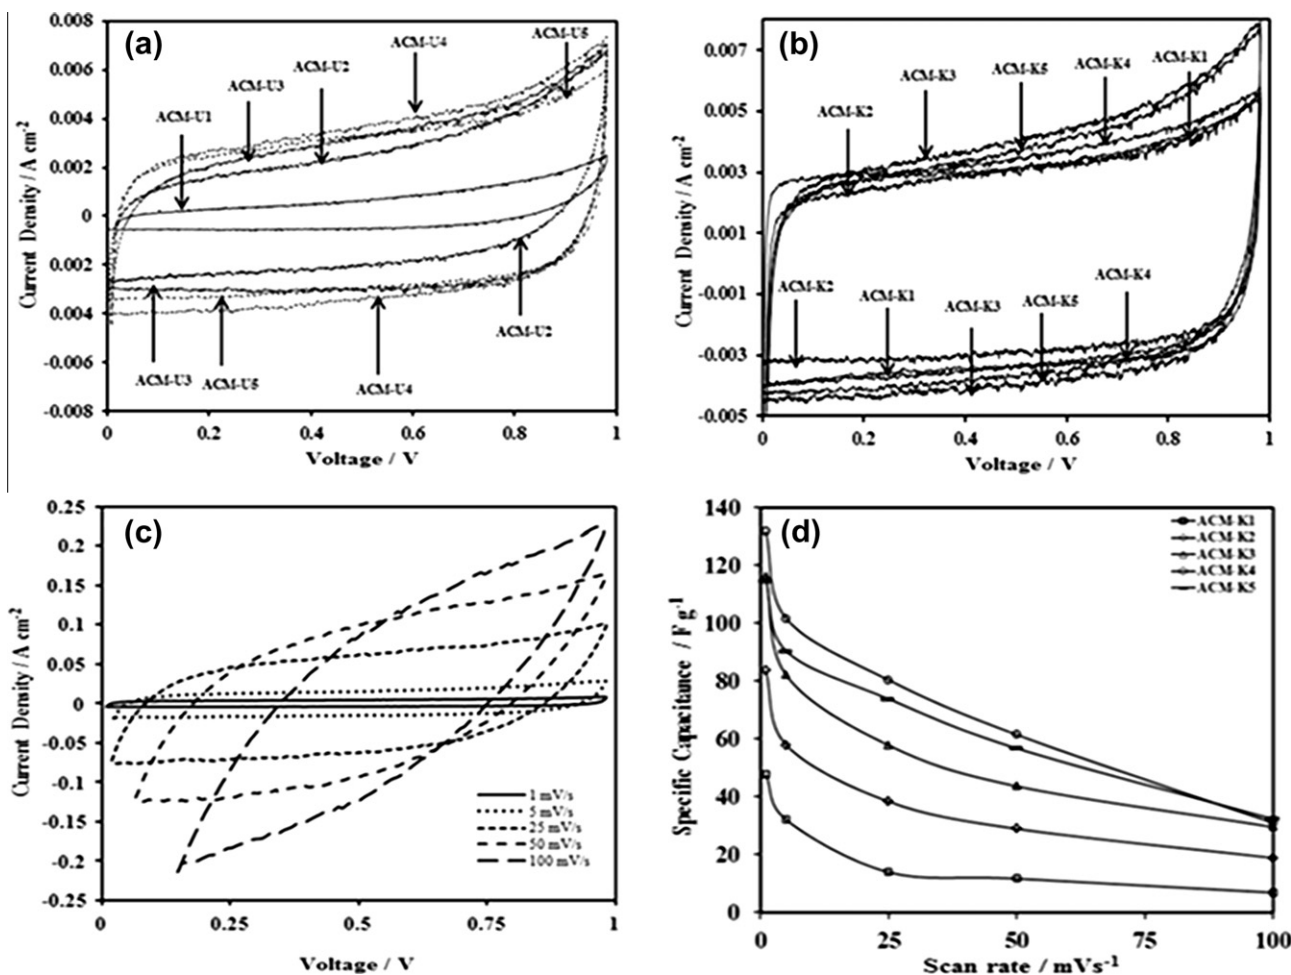 (a)
0.008
0.006
0.004
0.002
0
0.002
0.004
-0.006
-0.008
Current Density / A cm-2
ACM-U4
ACM-U5
ACM-U2
ACM-U3
ACM-U1
ACM-U2
ACM-U3
ACM-U5
ACM-U4
0
0.2
0.4
0.6
0.8
1
Voltage / V
(b)
0.007
0.005
0.003
0.001
-0.001
-0.003
-0.005
Current Density / A cm-2
ACM-K3
ACM-K5
ACM-K4
ACM-K1
ACM-K2
ACM-K2
ACM-K1
ACM-K3
ACM-K5
ACM-K4
0
0.2
0.4
0.6
0.8
1
Voltage / V
(c)
0.25
0.2
0.15
0.1
0.05
0
-0.05
-0.1
-0.15
-0.2
-0.25
Current Density / A cm-2
1 mV/s
5 mV/s
25 mV/s
50 mV/s
100 mV/s
0
0.25
0.5
0.75
1
Voltage / V
(d)
140
120
100
80
60
40
20
0
Specific Capacitance / F g-1
ACM-K1
ACM-K2
ACM-K3
ACM-K4
ACM-K5
0
25
50
75
100
Scan rate / mVs-1